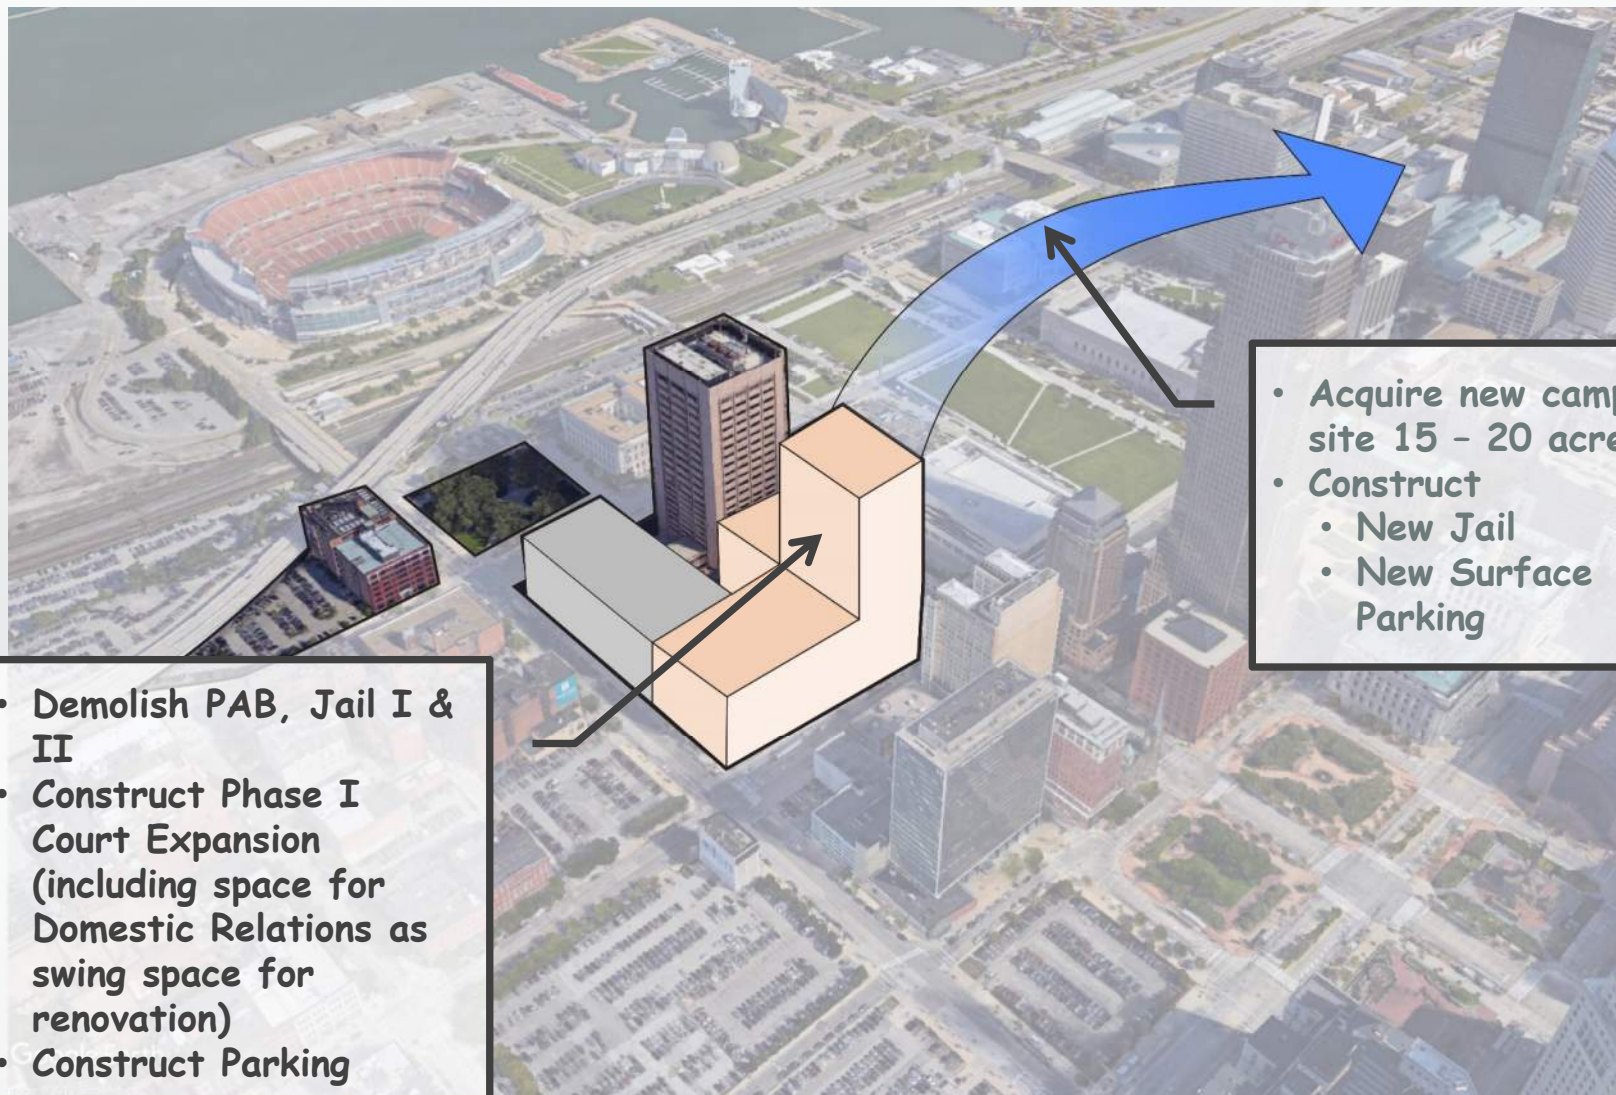 • Acquire new camp
site 15 – 20 acre
• Construct
• New Jail
• New Surface
Parking
• Demolish PAB, Jail I &
II
• Construct Phase I
Court Expansion
(including space for
Domestic Relations as
swing space for
renovation)
• Construct Parking